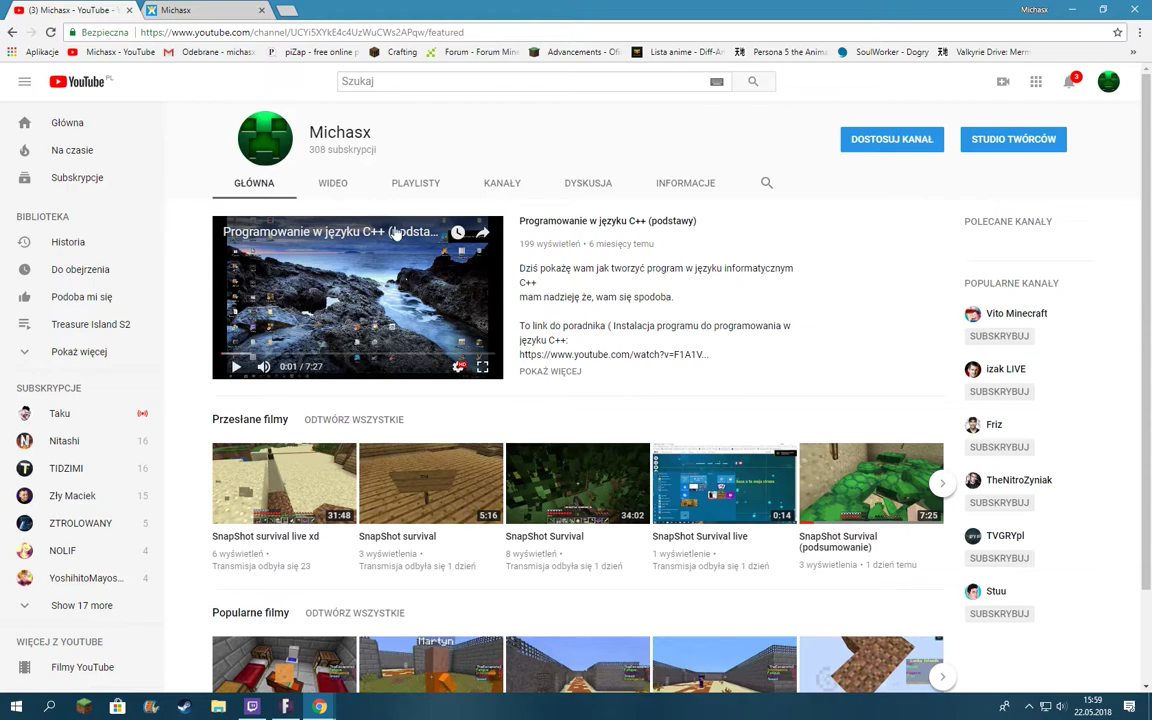 (3) Michasx - YouTube -
Michasx
Michasx
Bezpieczna
https://www.youtube.com/channel/UCYi5XYkE4c4UzWuCWs2APqw/featured
Aplikacje
Michasx - YouTube
Odebrane - michasx
piZap - free online p
Crafting
Forum - Forum Mine
Advancements - Ofi
Lista anime - Diff-An
Persona 5 the Anima
SoulWorker - Dogry
Valkyrie Drive: Merm
YouTube PL
Szukaj
3
Główna
Na czasie
Subskrypcje
BIBLIOTEKA
Historia
Do obejrzenia
Podoba mi się
Treasure Island S2
Pokaż więcej
SUBSKRYPCJE
Taku
Nitashi 16
TIDZIMI 16
Zły Maciek 15
ZTROLOWANY 5
NOLIF 4
YoshihitoMayos... 4
Show 17 more
WIĘCEJ Z YOUTUBE
Filmy YouTube
Michasx
308 subskrypcji
DOSTOSUJ KANAŁ
STUDIO TWÓRCÓW
GŁÓWNA
WIDEO
PLAYLISTY
KANAŁY
DYSKUSJA
INFORMACJE
Programowanie w języku C++ (podsta...
0:01 / 7:27
HD
Programowanie w języku C++ (podstawy)
199 wyświetleń • 6 miesięcy temu
Dziś pokażę wam jak tworzyć program w języku informatycznym
C++
mam nadzieję że, wam się spodoba.
To link do poradnika ( Instalacja programu do programowania w
języku C++:
https://www.youtube.com/watch?v=F1A1V...
POKAŻ WIĘCEJ
Przesłane filmy
ODTWÓRZ WSZYSTKIE
31:48
5:16
34:02
0:14
7:25
SnapShot survival live xd
6 wyświetleń •
Transmisja odbyła się 23
SnapShot survival
3 wyświetlenia •
Transmisja odbyła się 1 dzień
SnapShot Survival
8 wyświetleń •
Transmisja odbyła się 1 dzień
SnapShot Survival live
1 wyświetlenie •
Transmisja odbyła się 1 dzień
SnapShot Survival
(podsumowanie)
3 wyświetlenia • 1 dzień temu
Popularne filmy
ODTWÓRZ WSZYSTKIE
Martyn
POLECANE KANAŁY
POPULARNE KANAŁY
Vito Minecraft
SUBSKRYBUJ
izak LIVE
SUBSKRYBUJ
Friz
SUBSKRYBUJ
TheNitroZyniak
SUBSKRYBUJ
TVGRYpl
SUBSKRYBUJ
Stuu
SUBSKRYBUJ
15:59
22.05.2018